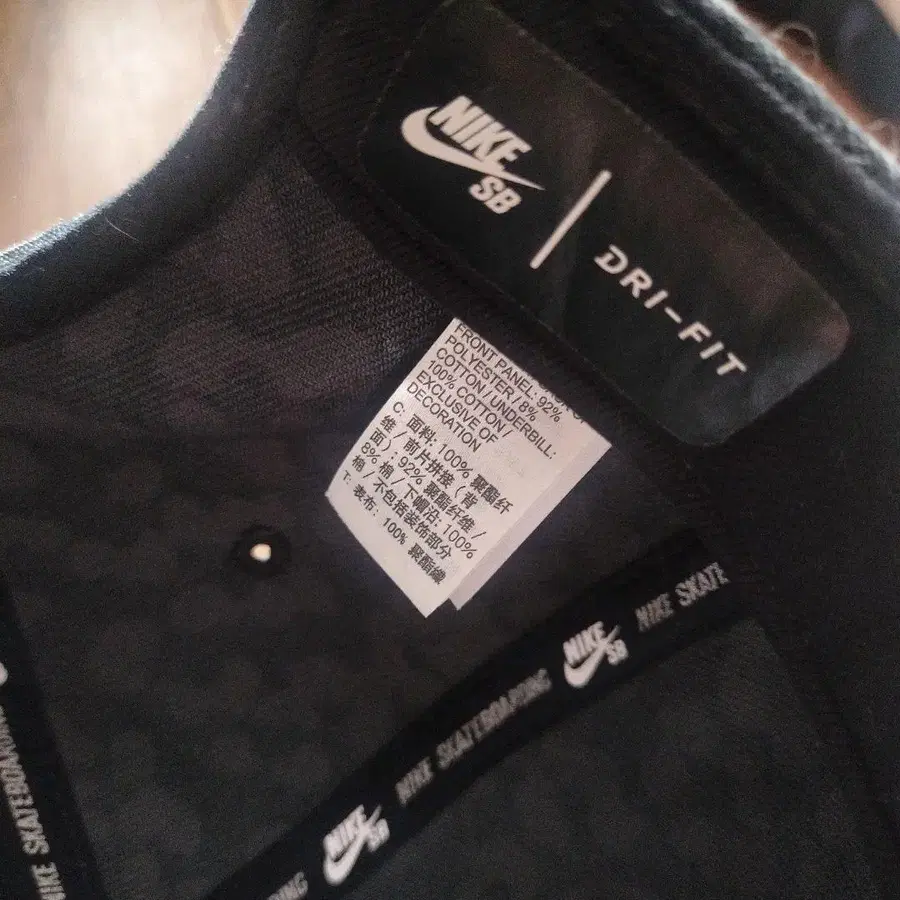 NIKE
SB
DRI-FIT
FRONT PANEL: 92%
POLYESTER / 8%
COTTON / UNDERBILL:
100% COTTON /
EXCLUSIVE OF
DECORATION
C: 面料: 100% 聚酯纤
维 / 前片拼接 (背
面): 92% 聚酯纤维 /
8% 棉 / 下帽沿: 100%
棉 / 不包括装饰部分
T: 表布: 100% 聚酯纖
NIKE SKATE
NIKE
SB
NIKE SKATEBOARDING
NIKE
SB
NIKE SKATEBOARDING